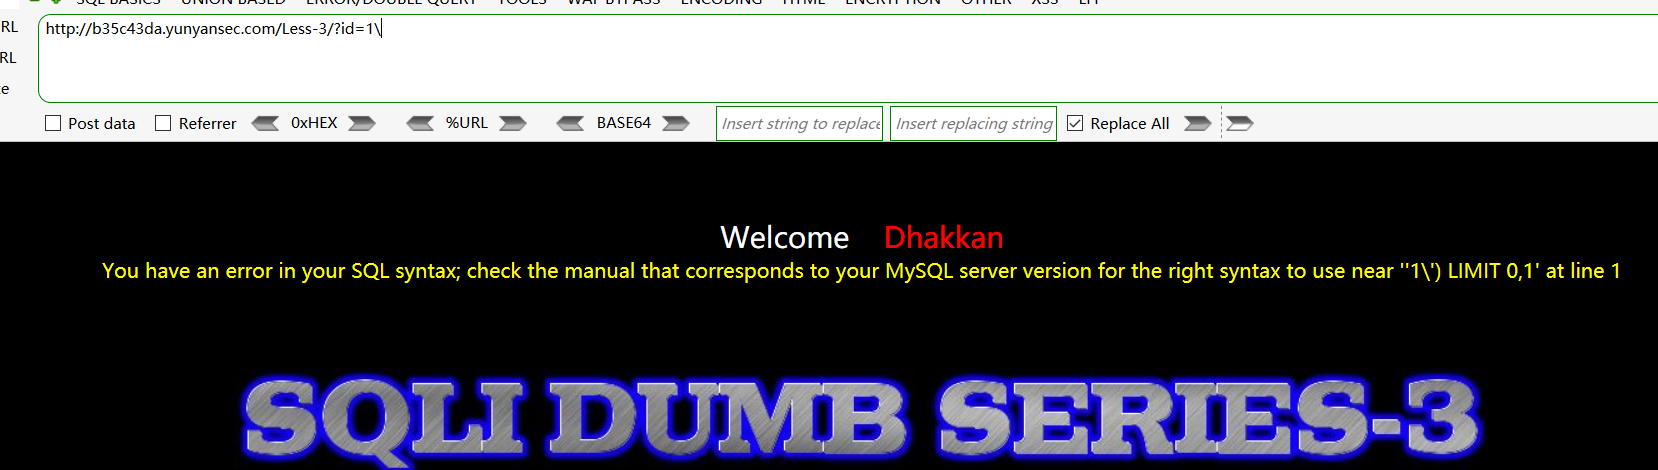 SQL BASICS UNION BASED ERROR/DOUBLE QUERY TOOLS WAF BYPASS ENCODING HTML ENCRYPTION OTHER XSS LFI
RL
http://b35c43da.yunyansec.com/Less-3/?id=1\
RL
Post data Referrer 0xHEX %URL BASE64 Insert string to replace Insert replacing string Replace All
Welcome Dhakkan
You have an error in your SQL syntax; check the manual that corresponds to your MySQL server version for the right syntax to use near ''1\') LIMIT 0,1' at line 1
SQLI DUMB SERIES-3